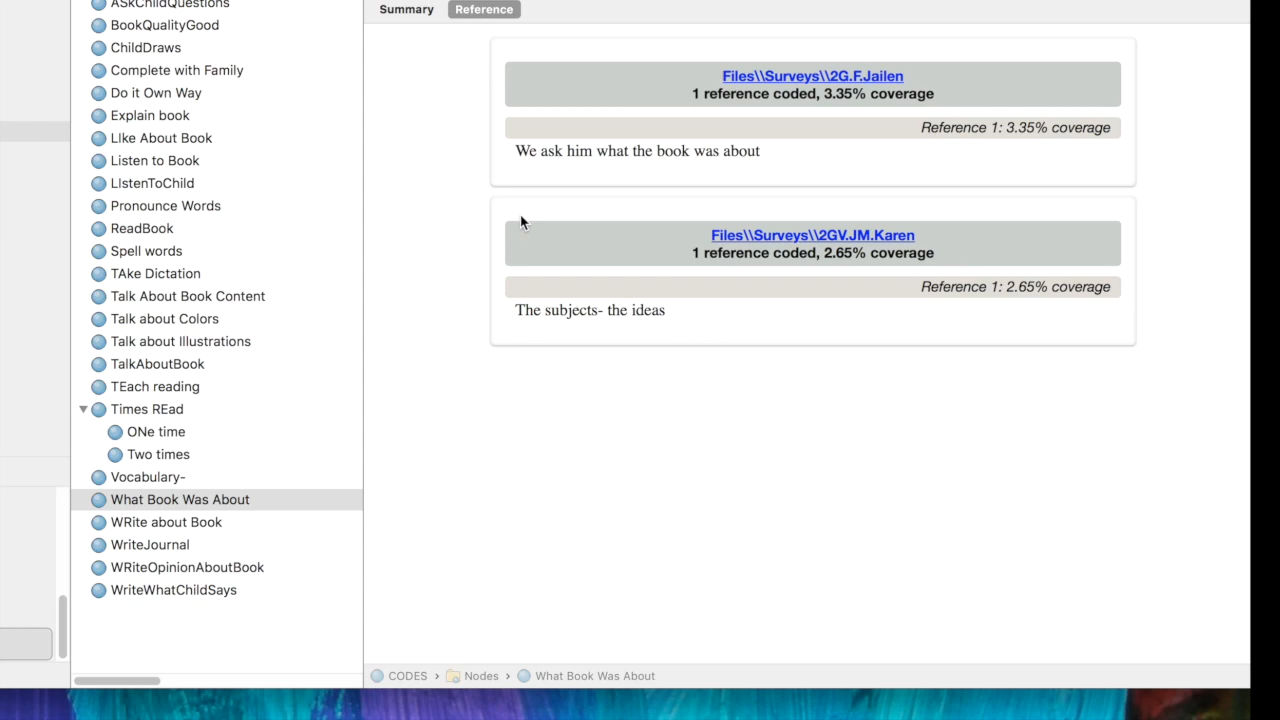 ASkChildQuestions
BookQualityGood
ChildDraws
Complete with Family
Do it Own Way
Explain book
LIke About Book
Listen to Book
LIstenToChild
Pronounce Words
ReadBook
Spell words
TAke Dictation
Talk About Book Content
Talk about Colors
Talk about Illustrations
TalkAboutBook
TEach reading
Times REad
ONe time
Two times
Vocabulary-
What Book Was About
WRite about Book
WriteJournal
WRiteOpinionAboutBook
WriteWhatChildSays
Summary Reference
Files\\Surveys\\2G.F.Jailen
1 reference coded, 3.35% coverage
Reference 1: 3.35% coverage
We ask him what the book was about
Files\\Surveys\\2GV.JM.Karen
1 reference coded, 2.65% coverage
Reference 1: 2.65% coverage
The subjects- the ideas
CODES › Nodes › What Book Was About